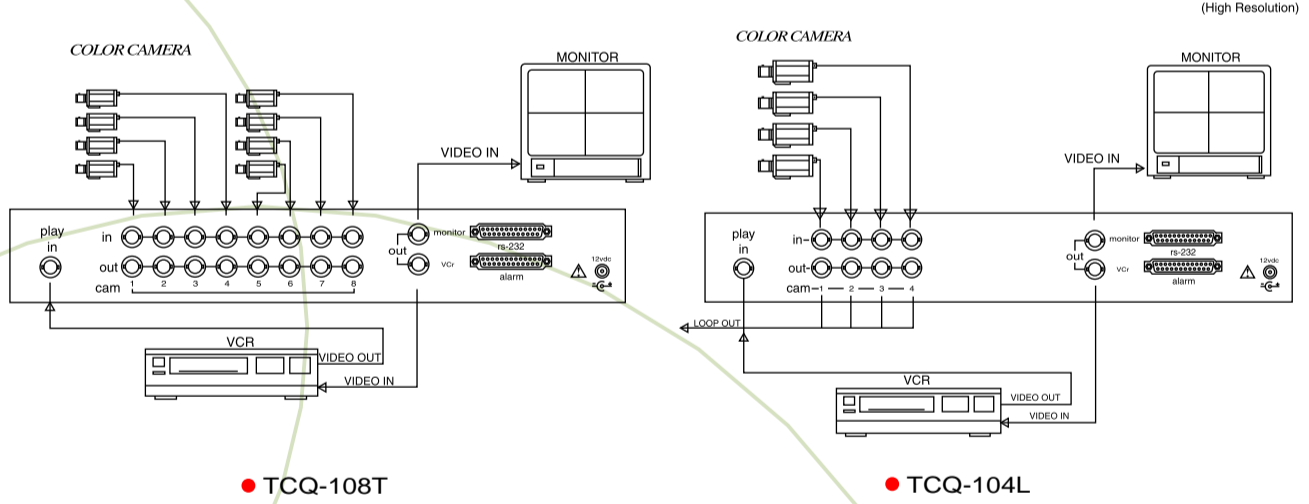 (High Resolution)
COLOR CAMERA
MONITOR
VIDEO IN
play
in
in
out
cam
1 2 3 4 5 6 7 8
out
monitor
VCr
rs-232
alarm
12vdc
VCR
VIDEO OUT
VIDEO IN
TCQ-108T
COLOR CAMERA
MONITOR
VIDEO IN
play
in
in
out
cam
1 2 3 4
out
monitor
VCr
rs-232
alarm
12vdc
LOOP OUT
VCR
VIDEO OUT
VIDEO IN
TCQ-104L